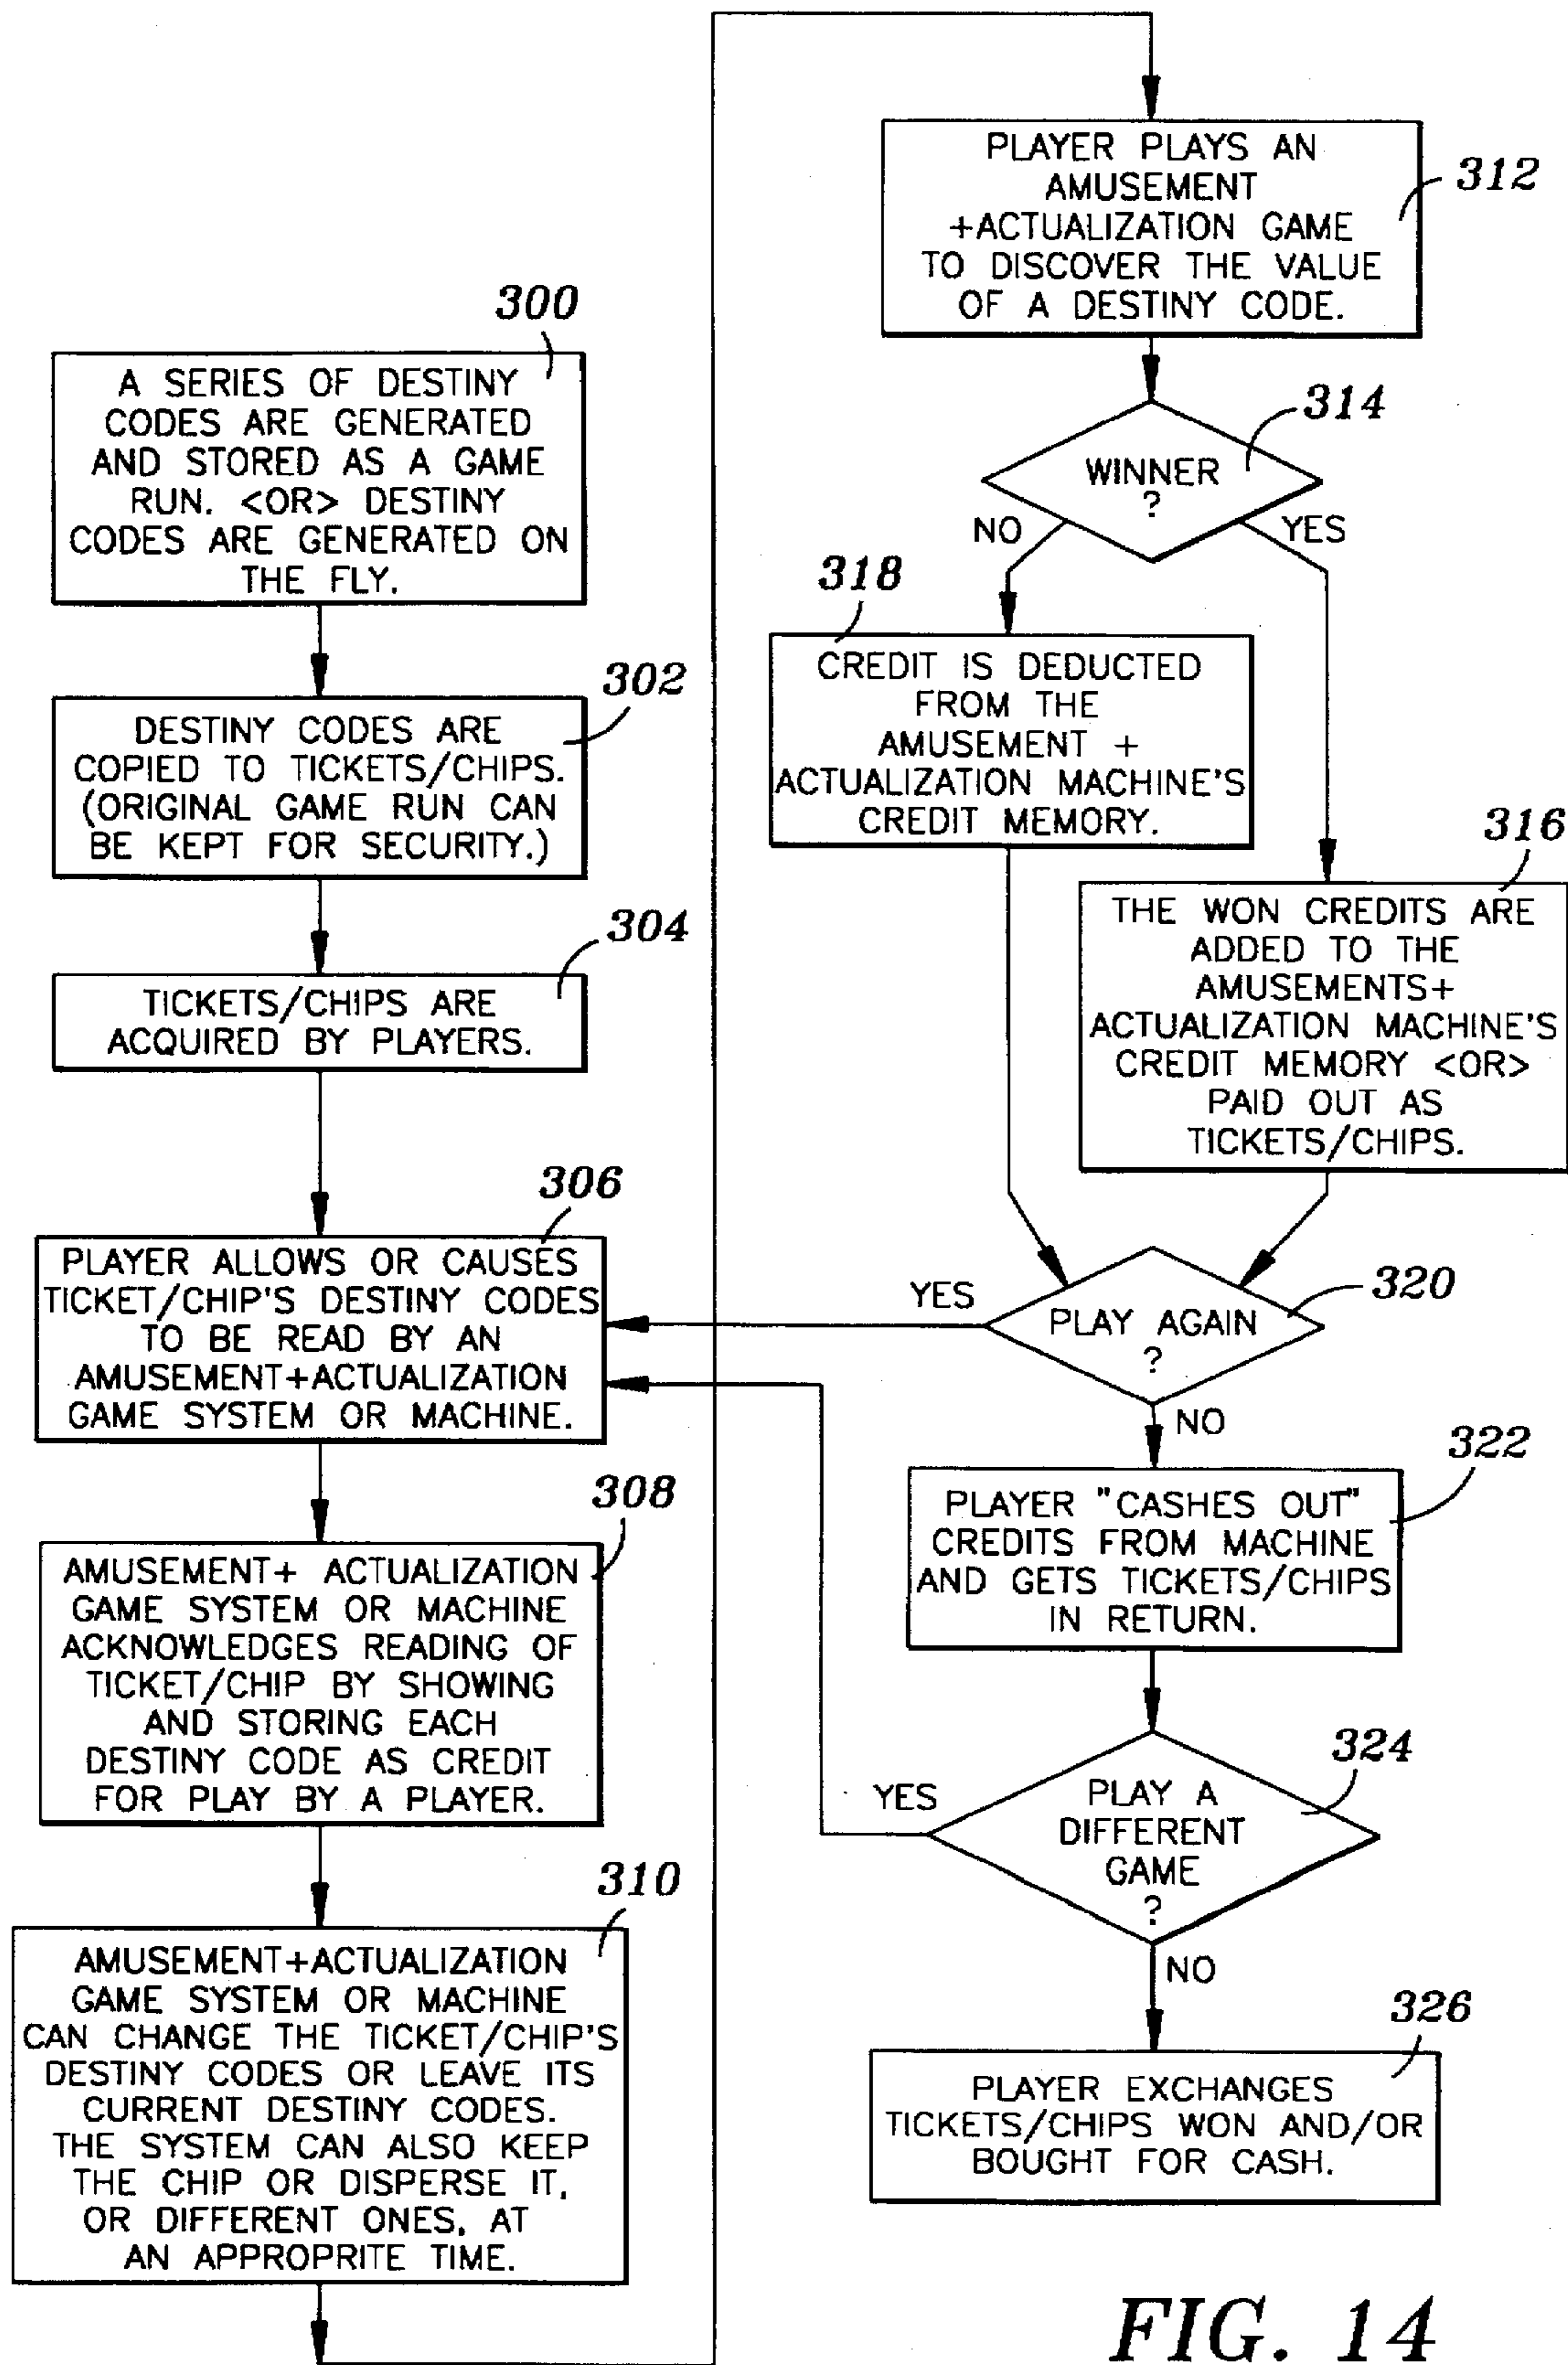 300
A SERIES OF DESTINY
CODES ARE GENERATED
AND STORED AS A GAME
RUN. <OR> DESTINY
CODES ARE GENERATED ON
THE FLY.
302
DESTINY CODES ARE
COPIED TO TICKETS/CHIPS.
(ORIGINAL GAME RUN CAN
BE KEPT FOR SECURITY.)
304
TICKETS/CHIPS ARE
ACQUIRED BY PLAYERS.
306
PLAYER ALLOWS OR CAUSES
TICKET/CHIP'S DESTINY CODES
TO BE READ BY AN
AMUSEMENT+ACTUALIZATION
GAME SYSTEM OR MACHINE.
308
AMUSEMENT+ ACTUALIZATION
GAME SYSTEM OR MACHINE
ACKNOWLEDGES READING OF
TICKET/CHIP BY SHOWING
AND STORING EACH
DESTINY CODE AS CREDIT
FOR PLAY BY A PLAYER.
310
AMUSEMENT+ACTUALIZATION
GAME SYSTEM OR MACHINE
CAN CHANGE THE TICKET/CHIP'S
DESTINY CODES OR LEAVE ITS
CURRENT DESTINY CODES.
THE SYSTEM CAN ALSO KEEP
THE CHIP OR DISPERSE IT,
OR DIFFERENT ONES, AT
AN APPROPRITE TIME.
312
PLAYER PLAYS AN
AMUSEMENT
+ACTUALIZATION GAME
TO DISCOVER THE VALUE
OF A DESTINY CODE.
314
WINNER
?
NO
YES
318
CREDIT IS DEDUCTED
FROM THE
AMUSEMENT +
ACTUALIZATION MACHINE'S
CREDIT MEMORY.
316
THE WON CREDITS ARE
ADDED TO THE
AMUSEMENTS+
ACTUALIZATION MACHINE'S
CREDIT MEMORY <OR>
PAID OUT AS
TICKETS/CHIPS.
320
YES
PLAY AGAIN
?
NO
322
PLAYER "CASHES OUT"
CREDITS FROM MACHINE
AND GETS TICKETS/CHIPS
IN RETURN.
324
YES
PLAY A
DIFFERENT
GAME
?
NO
326
PLAYER EXCHANGES
TICKETS/CHIPS WON AND/OR
BOUGHT FOR CASH.
FIG. 14